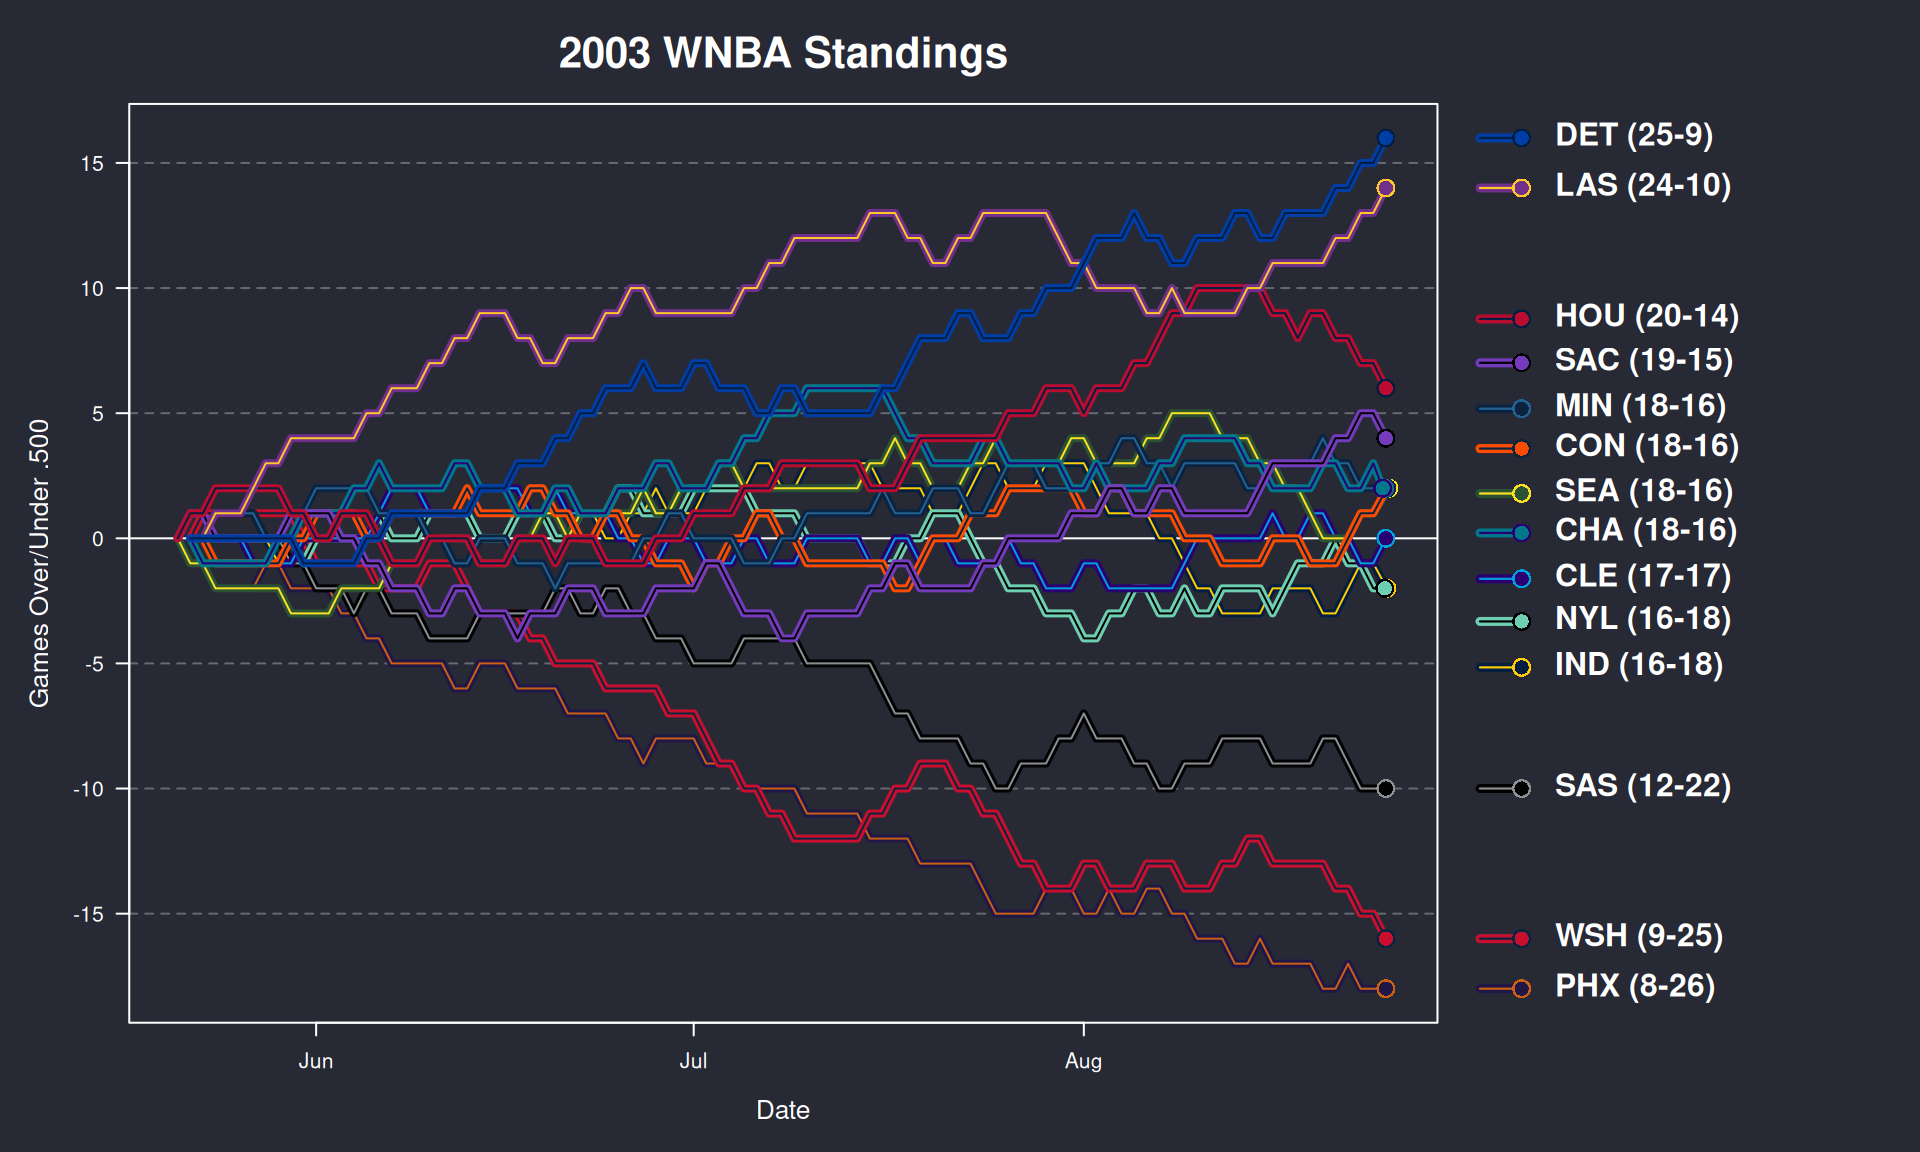 2003 WNBA Standings
Games Over/Under .500
15
10
5
0
-5
-10
-15
Jun
Jul
Aug
Date
DET (25-9)
LAS (24-10)
HOU (20-14)
SAC (19-15)
MIN (18-16)
CON (18-16)
SEA (18-16)
CHA (18-16)
CLE (17-17)
NYL (16-18)
IND (16-18)
SAS (12-22)
WSH (9-25)
PHX (8-26)